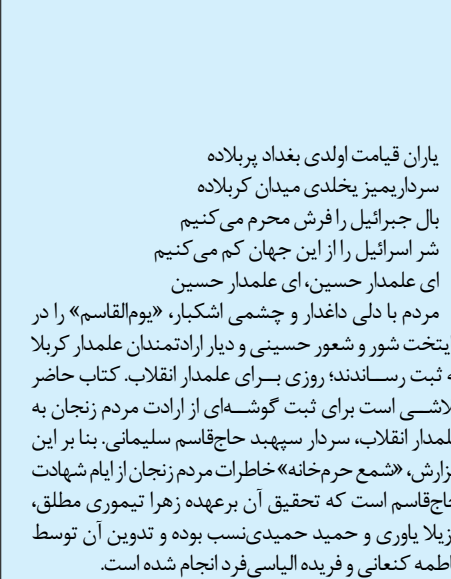 یاران قیامت اولدی بغداد پربلاده
سرداریمیز یخلدی میدان کربلاده
بال جبرائیل را فرش محرم می‌کنیم
شر اسرائیل را از این جهان کم می‌کنیم
ای علمدار حسین، ای علمدار حسین
مردم با دلی داغدار و چشمی اشکبار، «یوم‌القاسم» را در
ایتخت شور و شعور حسینی و دیار ارادتمندان علمدار کربلا
ه ثبت رســاندند؛ روزی بــرای علمدار انقلاب. کتاب حاضر
لاشــی است برای ثبت گوشــه‌ای از ارادت مردم زنجان به
لمدار انقلاب، سردار سپهبد حاج‌قاسم سلیمانی. بنا بر این
زارش، «شمع حرم‌خانه» خاطرات مردم زنجان از ایام شهادت
حاج‌قاسم است که تحقیق آن برعهده زهرا تیموری مطلق،
زیلا یاوری و حمید حمیدی‌نسب بوده و تدوین آن توسط
اطمه کنعانی و فریده الیاسی‌فرد انجام شده است.